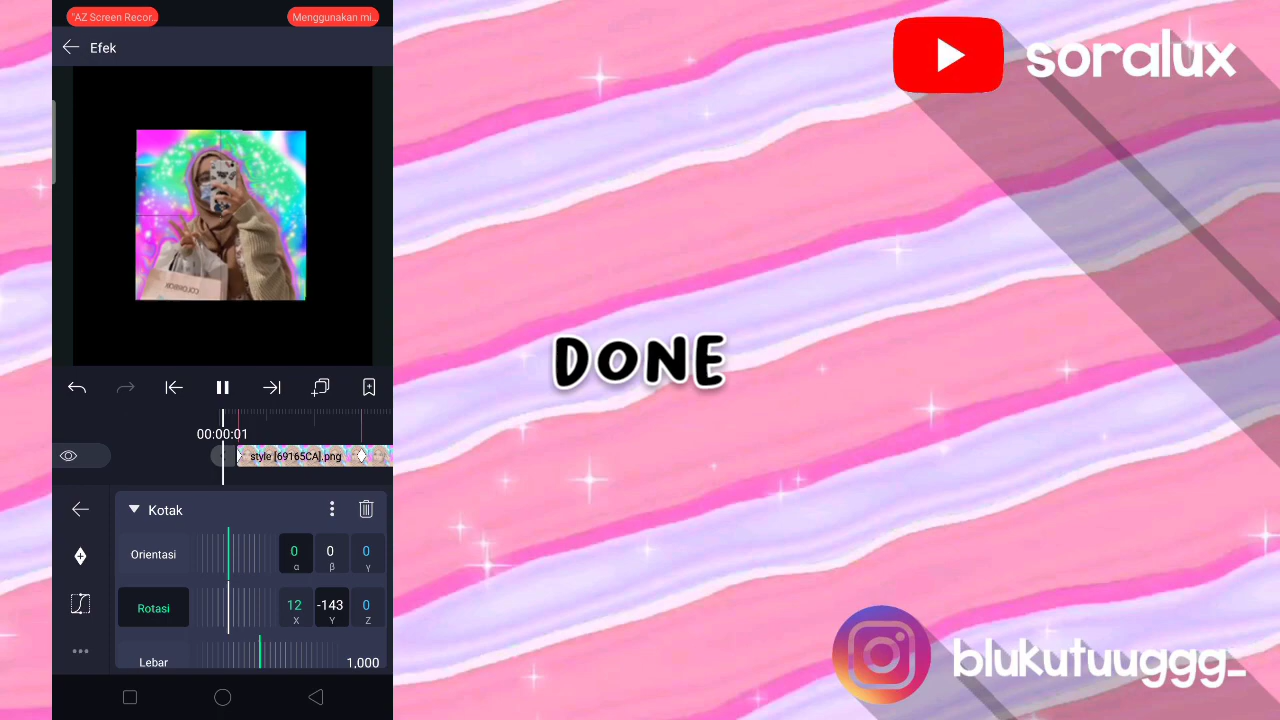 "AZ Screen Recor..
Menggunakan mi..
Efek
00:00:01
style [69165CA].png
Kotak
Orientasi
0
α
0
β
0
γ
Rotasi
12
X
-143
Y
0
Z
Lebar
1,000
DONE
soralux
blukutuuggg_